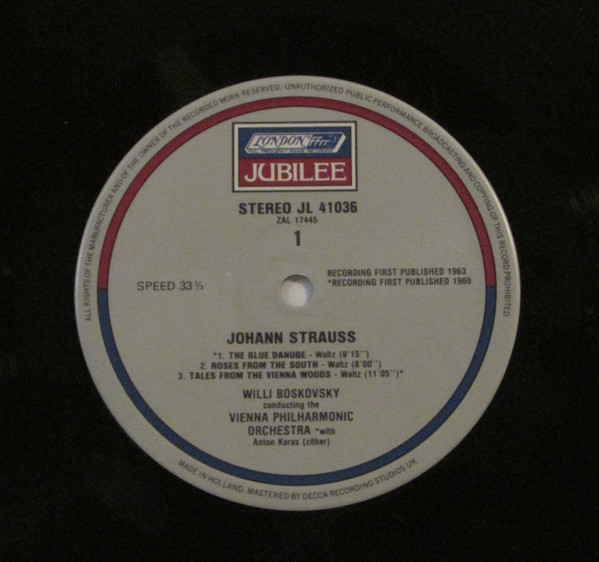 ALL RIGHTS OF THE MANUFACTURER AND OF THE OWNER OF THE RECORDED WORK RESERVED. UNAUTHORIZED PUBLIC PERFORMANCE BROADCASTING AND COPYING OF THIS RECORD PROHIBITED
LONDON ffrr
JUBILEE
STEREO JL 41036
ZAL 17445
1
SPEED 33⅓
RECORDING FIRST PUBLISHED 1963
*RECORDING FIRST PUBLISHED 1960
JOHANN STRAUSS
*1. THE BLUE DANUBE - Waltz (9'15'')
2. ROSES FROM THE SOUTH - Waltz (8'00'')
3. TALES FROM THE VIENNA WOODS - Waltz (11'05'')*
WILLI BOSKOVSKY
conducting the
VIENNA PHILHARMONIC
ORCHESTRA *with
Anton Karas (zither)
MADE IN HOLLAND. MASTERED BY DECCA RECORDING STUDIOS UK